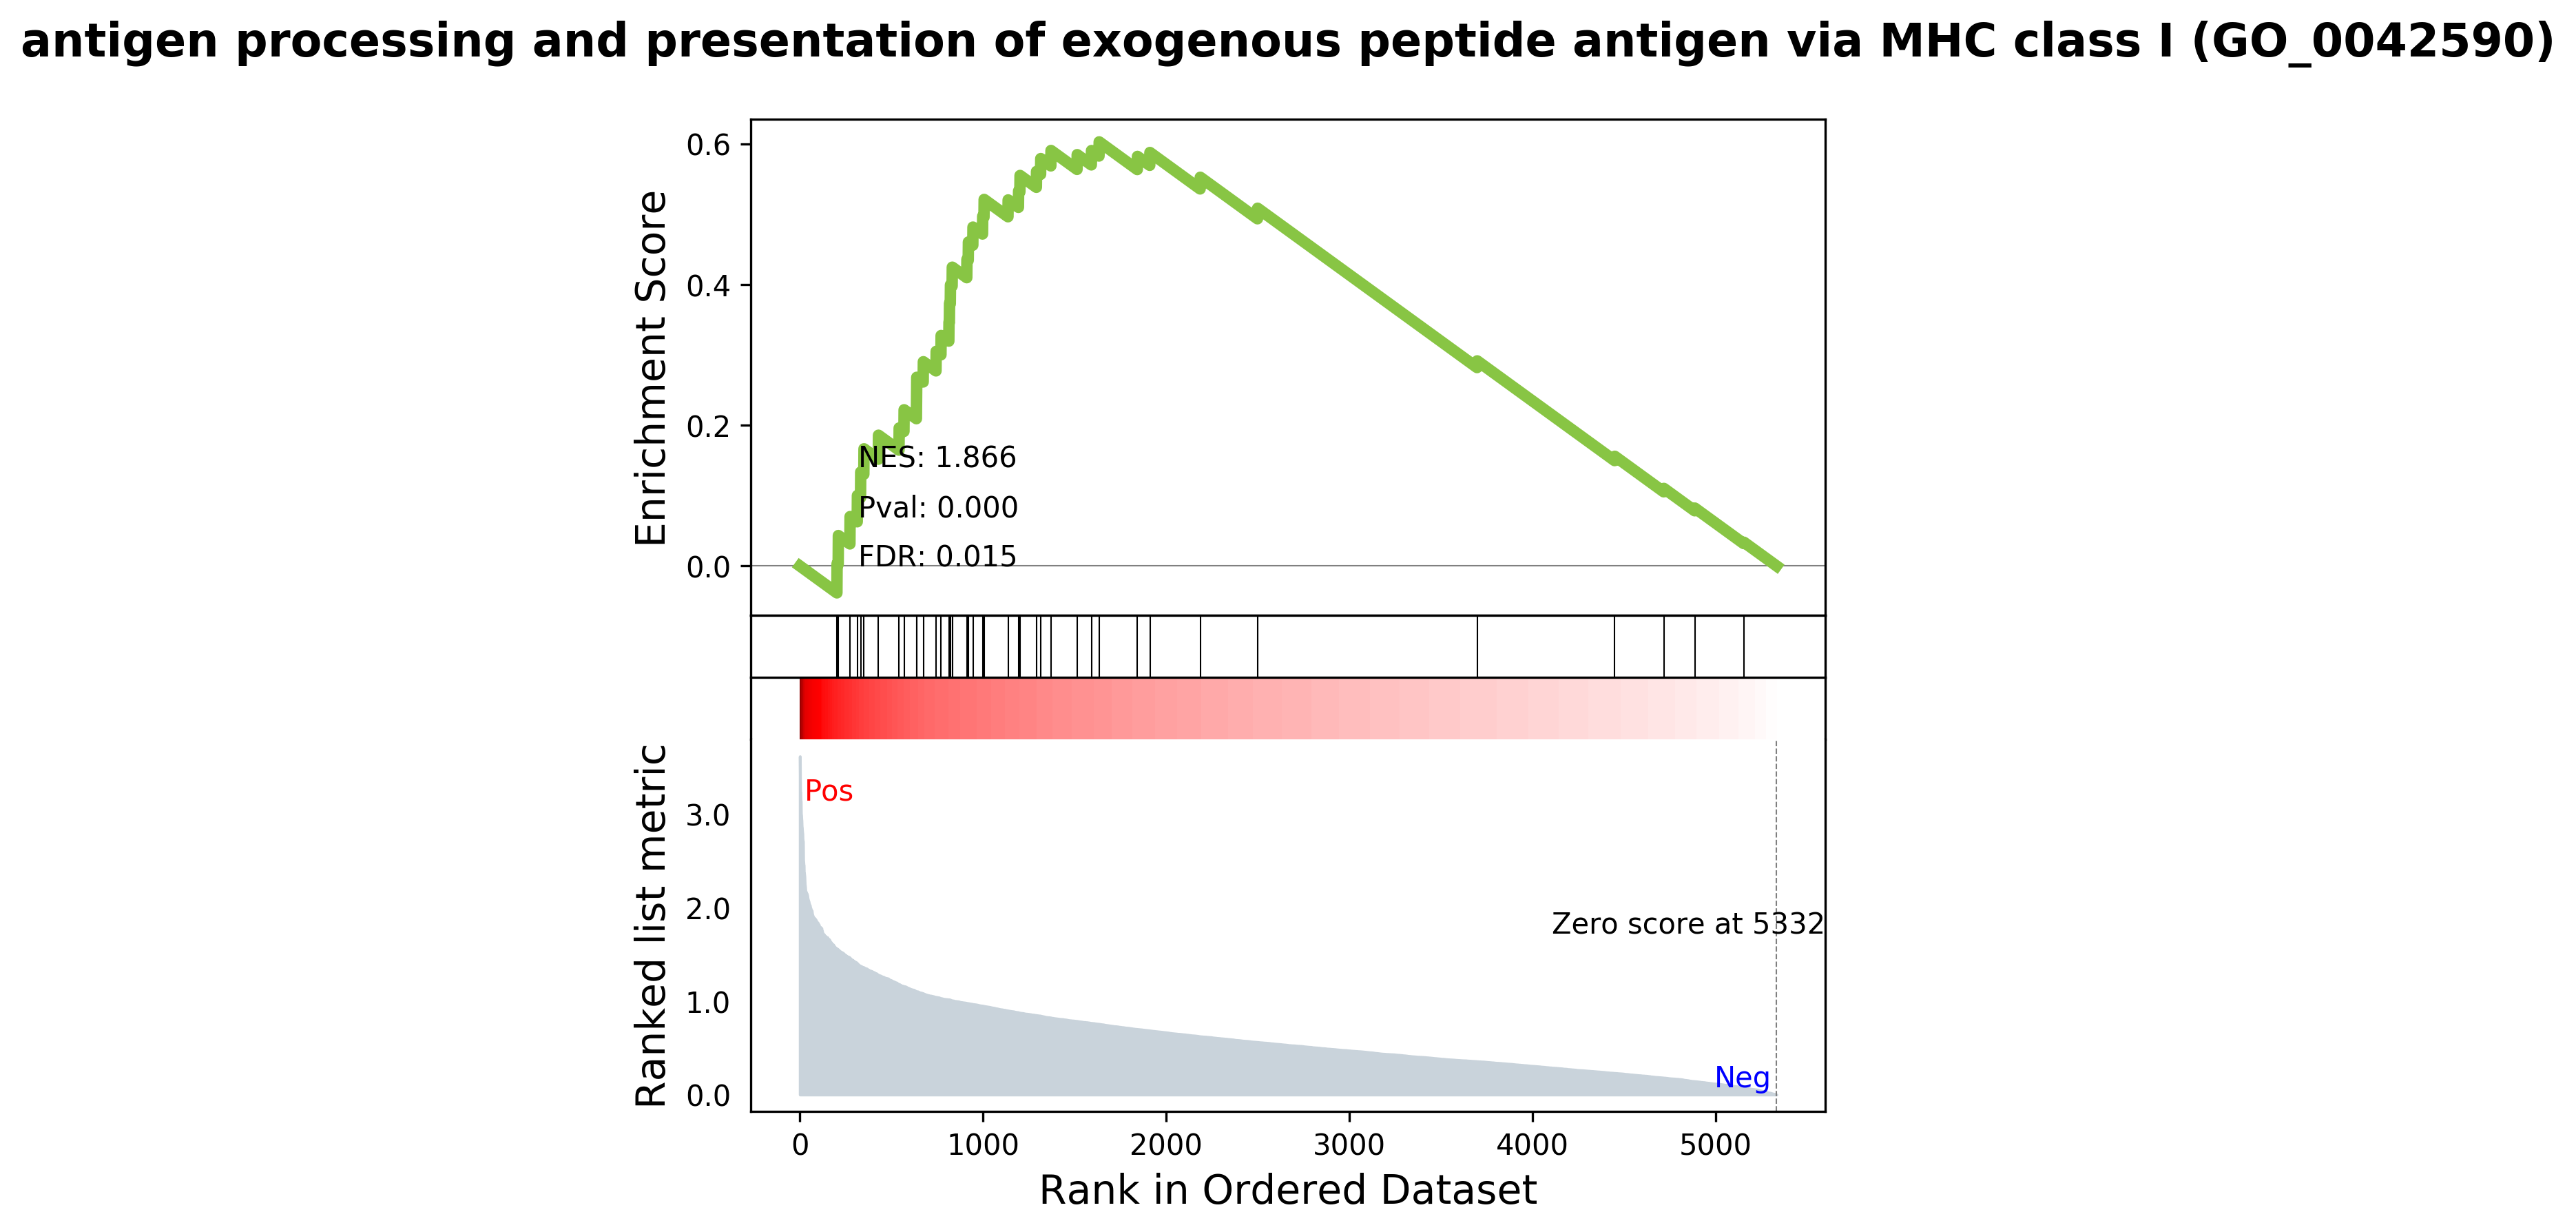 antigen processing and presentation of exogenous peptide antigen via MHC class I (GO_0042590)
Enrichment Score
0.6
0.4
0.2
0.0
NES: 1.866
Pval: 0.000
FDR: 0.015
Ranked list metric
3.0
2.0
1.0
0.0
Pos
Zero score at 5332
Neg
0 1000 2000 3000 4000 5000
Rank in Ordered Dataset